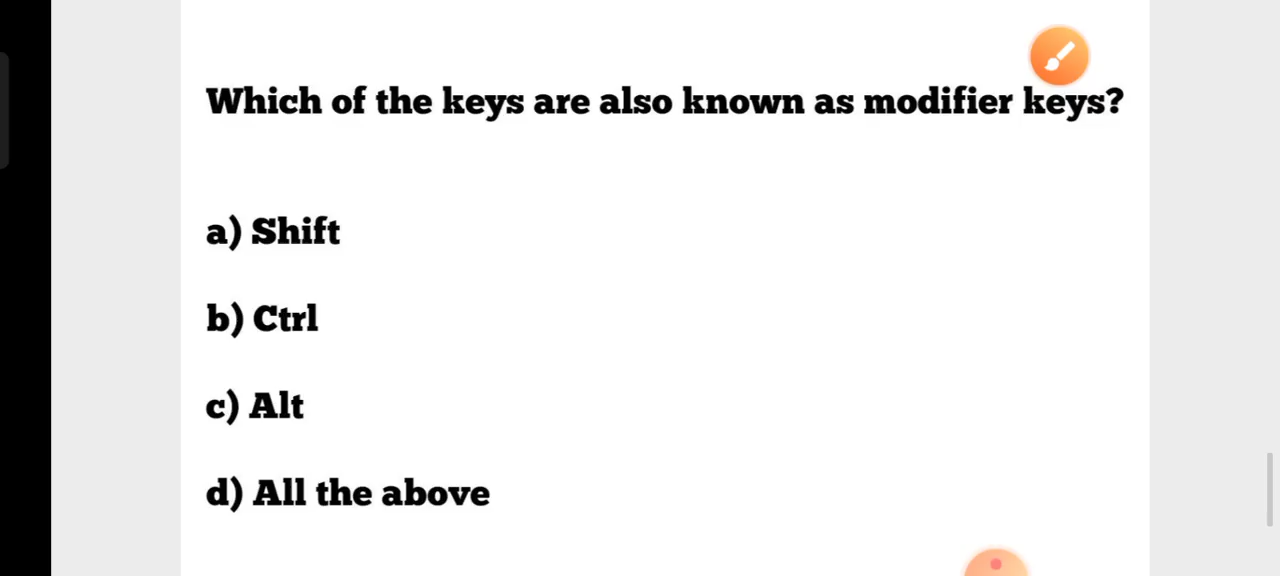 Which of the keys are also known as modifier keys?
a) Shift
b) Ctrl
c) Alt
d) All the above